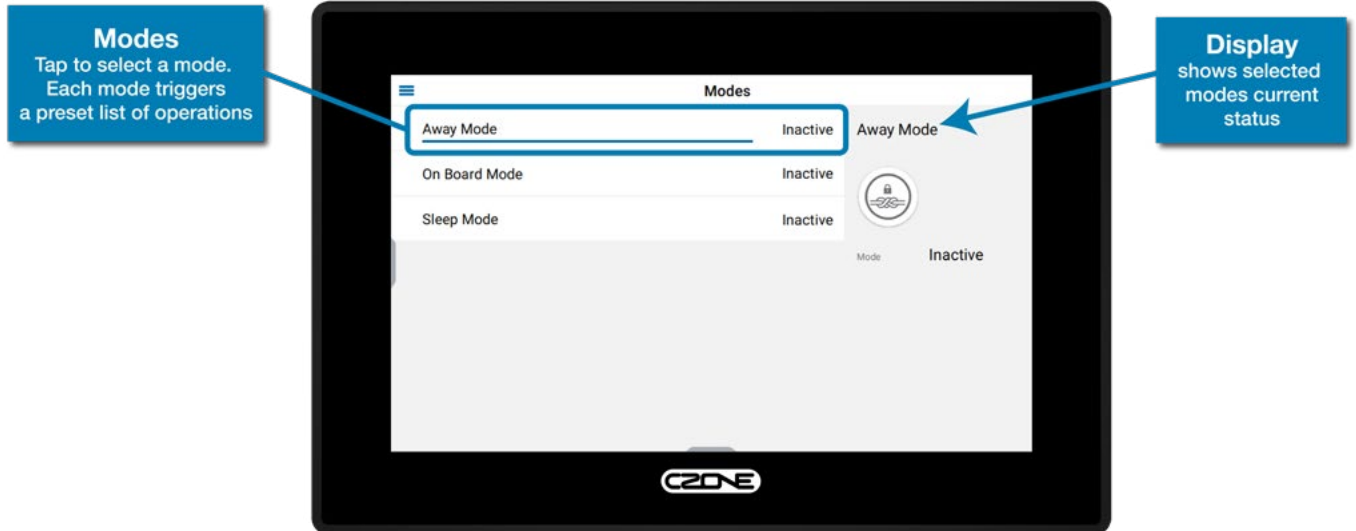 Modes
Tap to select a mode.
Each mode triggers
a preset list of operations
Display
shows selected
modes current
status
Modes
Away Mode Inactive
On Board Mode Inactive
Sleep Mode Inactive
Away Mode
Mode Inactive
CZONE